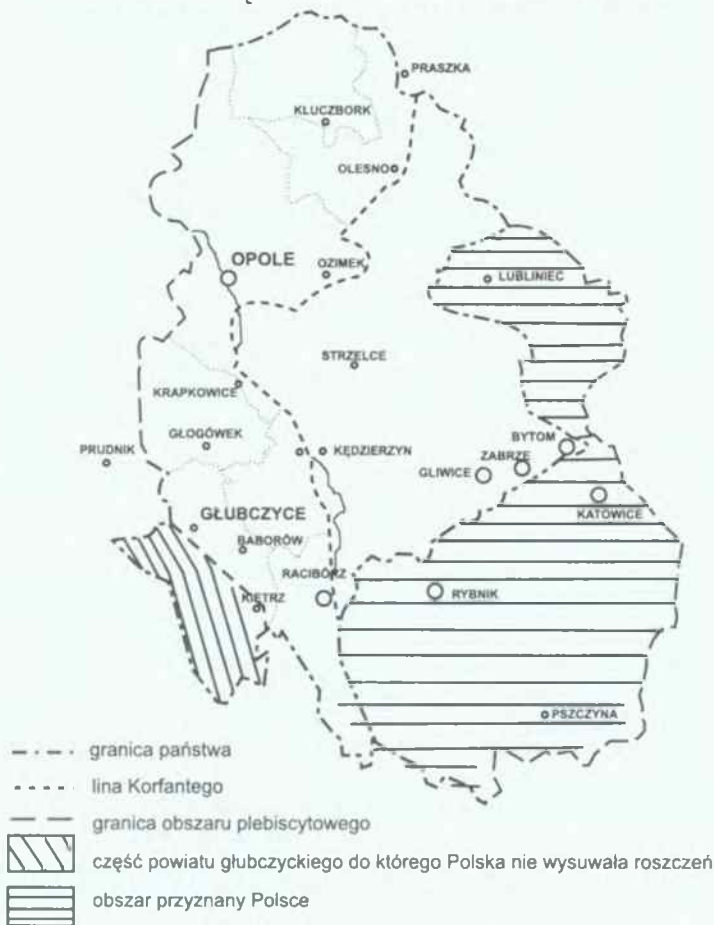 PRASZKA
KLUCZBORK
OLESNO
OPOLE
OZIMEK
LUBLINIEC
STRZELCE
KRAPKOWICE
GŁOGÓWEK
PRUDNIK
KĘDZIERZYN
BYTOM
ZABRZE
GLIWICE
KATOWICE
GŁUBCZYCE
BABORÓW
RACIBÓRZ
KIETRZ
RYBNIK
PSZCZYNA
granica państwa
lina Korfantego
granica obszaru plebiscytowego
część powiatu głubczyckiego do którego Polska nie wysuwała roszczeń
obszar przyznany Polsce